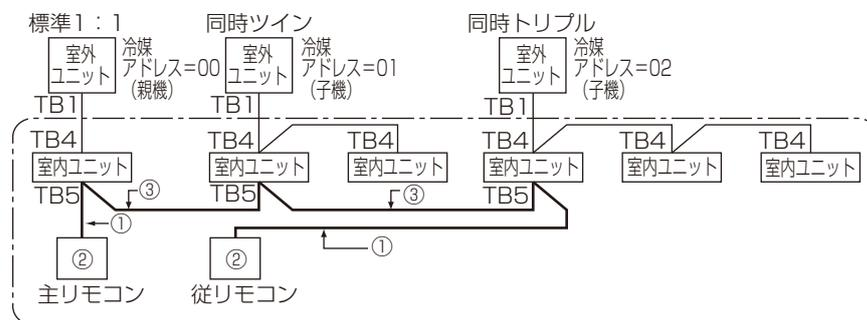 標準1：1
同時ツイン
同時トリプル
室外
ユニット
冷媒
アドレス=00
（親機）
室外
ユニット
冷媒
アドレス=01
（子機）
室外
ユニット
冷媒
アドレス=02
（子機）
TB1
TB1
TB1
TB4
TB4
TB4
TB4
TB4
TB4
室内ユニット
室内ユニット
室内ユニット
室内ユニット
室内ユニット
室内ユニット
TB5
TB5
TB5
③
③
①
①
②
②
主リモコン
従リモコン